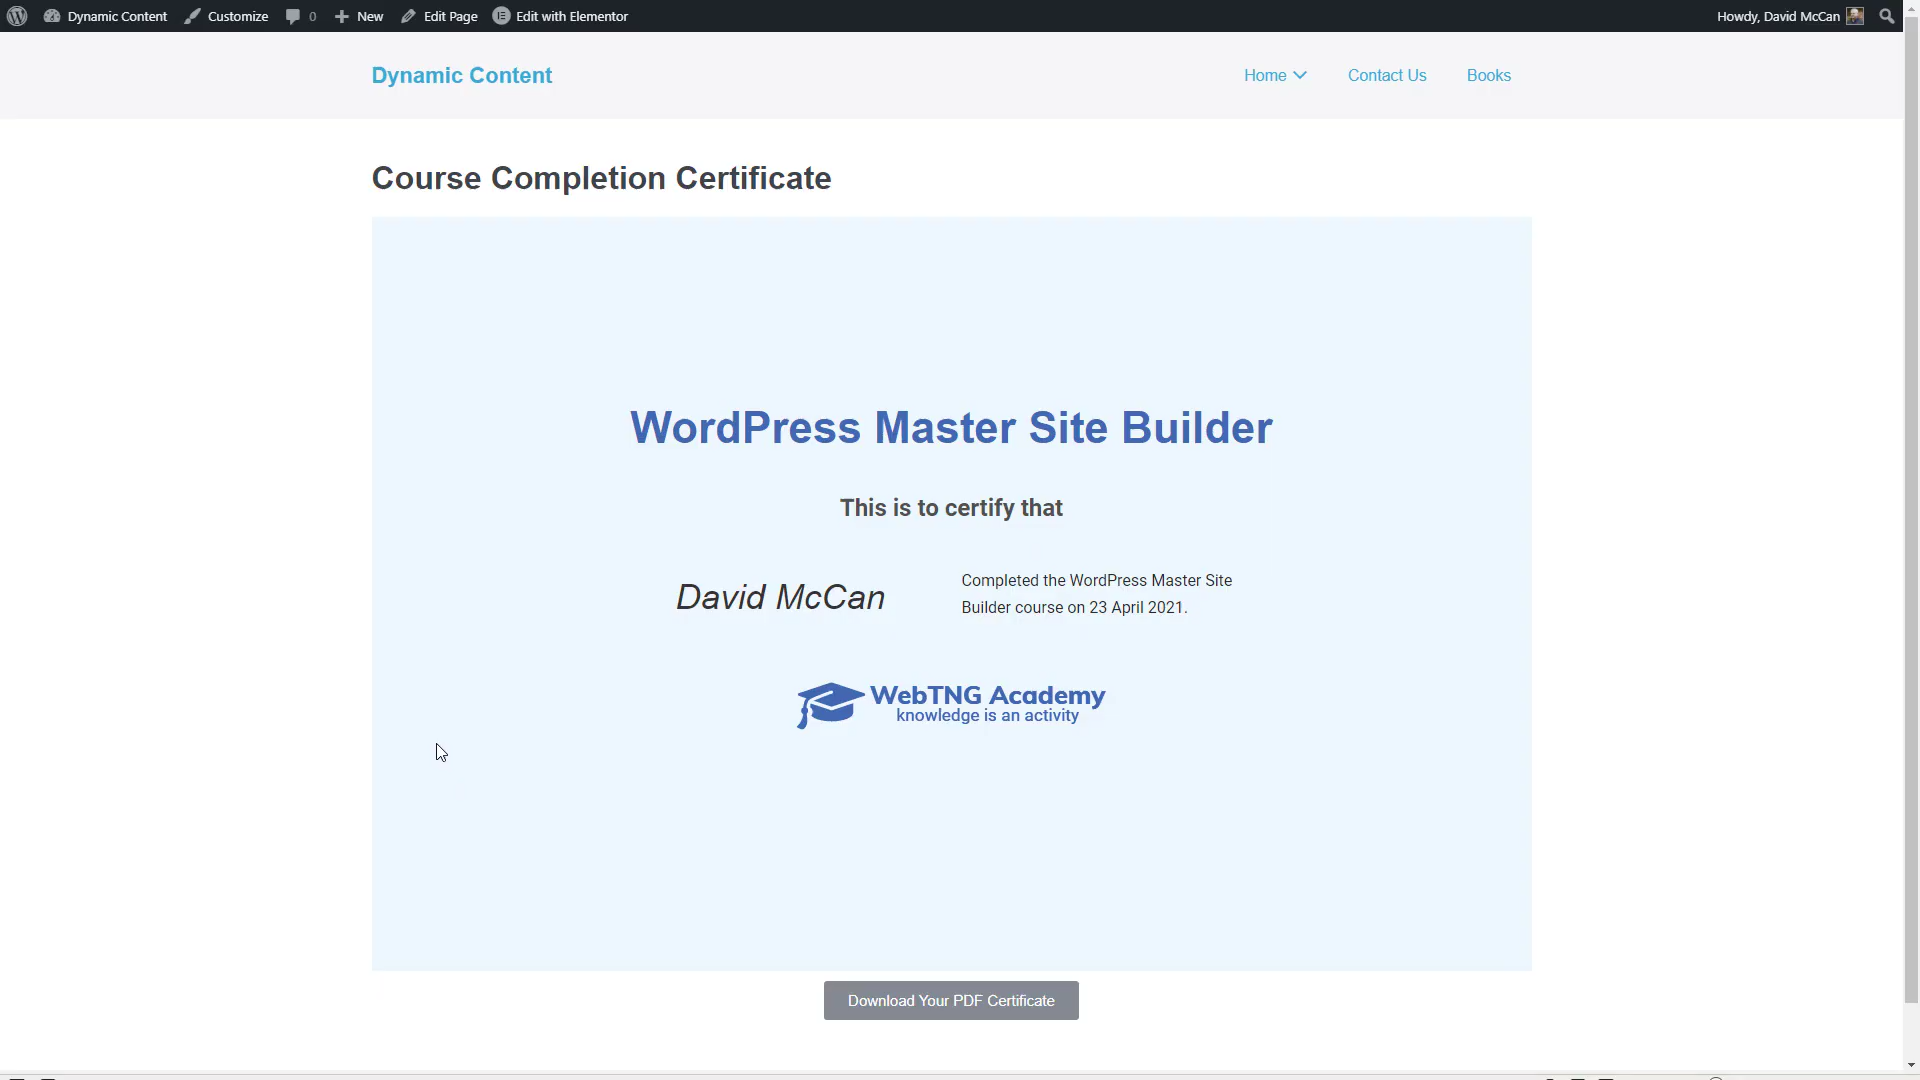 Dynamic Content Customize 0 New Edit Page Edit with Elementor Howdy, David McCan
Dynamic Content Home Contact Us Books
Course Completion Certificate
WordPress Master Site Builder
This is to certify that
David McCan
Completed the WordPress Master Site
Builder course on 23 April 2021.
WebTNG Academy
knowledge is an activity
Download Your PDF Certificate